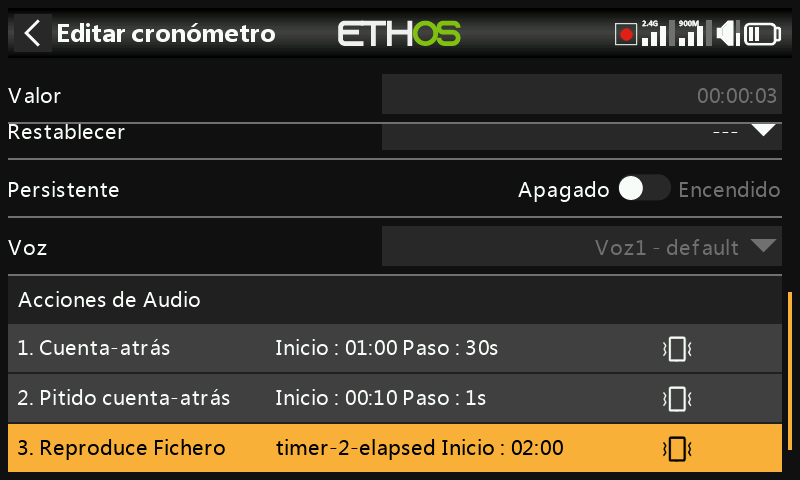 Editar cronómetro ETHOS 2.4G 900M
Valor 00:00:03
Restablecer ---
Persistente Apagado Encendido
Voz Voz1 - default
Acciones de Audio
1. Cuenta-atrás Inicio : 01:00 Paso : 30s
2. Pitido cuenta-atrás Inicio : 00:10 Paso : 1s
3. Reproduce Fichero timer-2-elapsed Inicio : 02:00